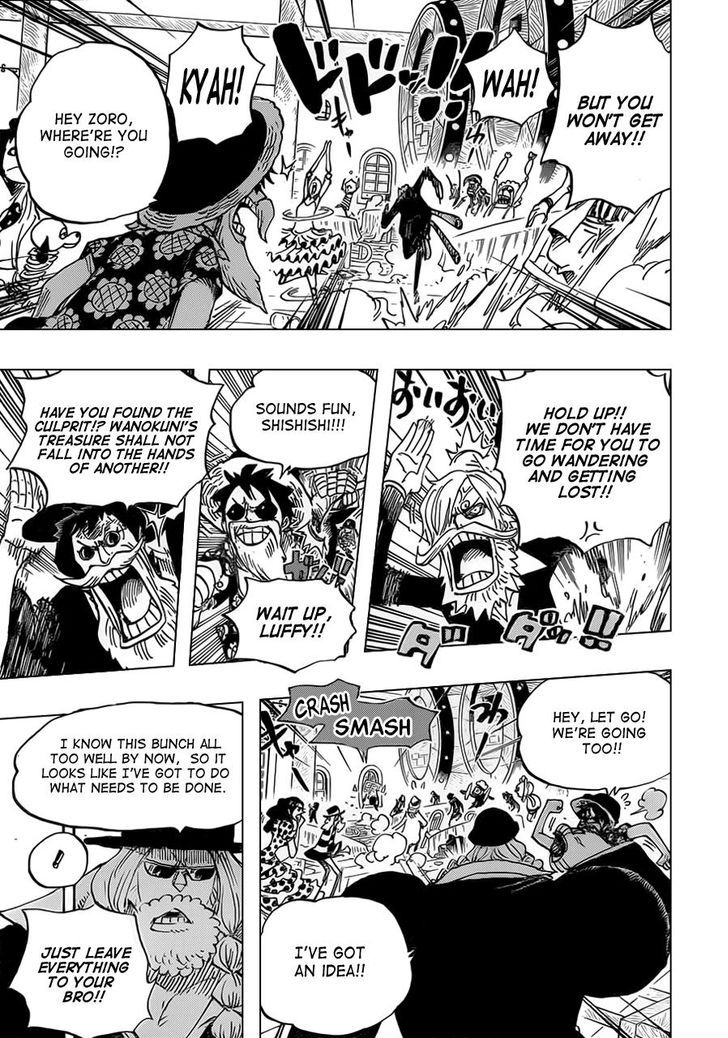 BUT YOU
WON'T GET
AWAY!!
WAH!
ドドッ!!
KYAH!
HEY ZORO,
WHERE'RE YOU
GOING!?
HOLD UP!!
WE DON'T HAVE
TIME FOR YOU TO
GO WANDERING
AND GETTING
LOST!!
おいおい
ダダダダ!!
SOUNDS FUN,
SHISHISHI!!!
WAIT UP,
LUFFY!!
HAVE YOU FOUND THE
CULPRIT!? WANOKUNI'S
TREASURE SHALL NOT
FALL INTO THE HANDS
OF ANOTHER!!
HEY, LET GO!
WE'RE GOING
TOO!!
CRASH
SMASH
I'VE GOT
AN IDEA!!
I KNOW THIS BUNCH ALL
TOO WELL BY NOW, SO IT
LOOKS LIKE I'VE GOT TO DO
WHAT NEEDS TO BE DONE.
!
JUST LEAVE
EVERYTHING
TO YOUR
BRO!!